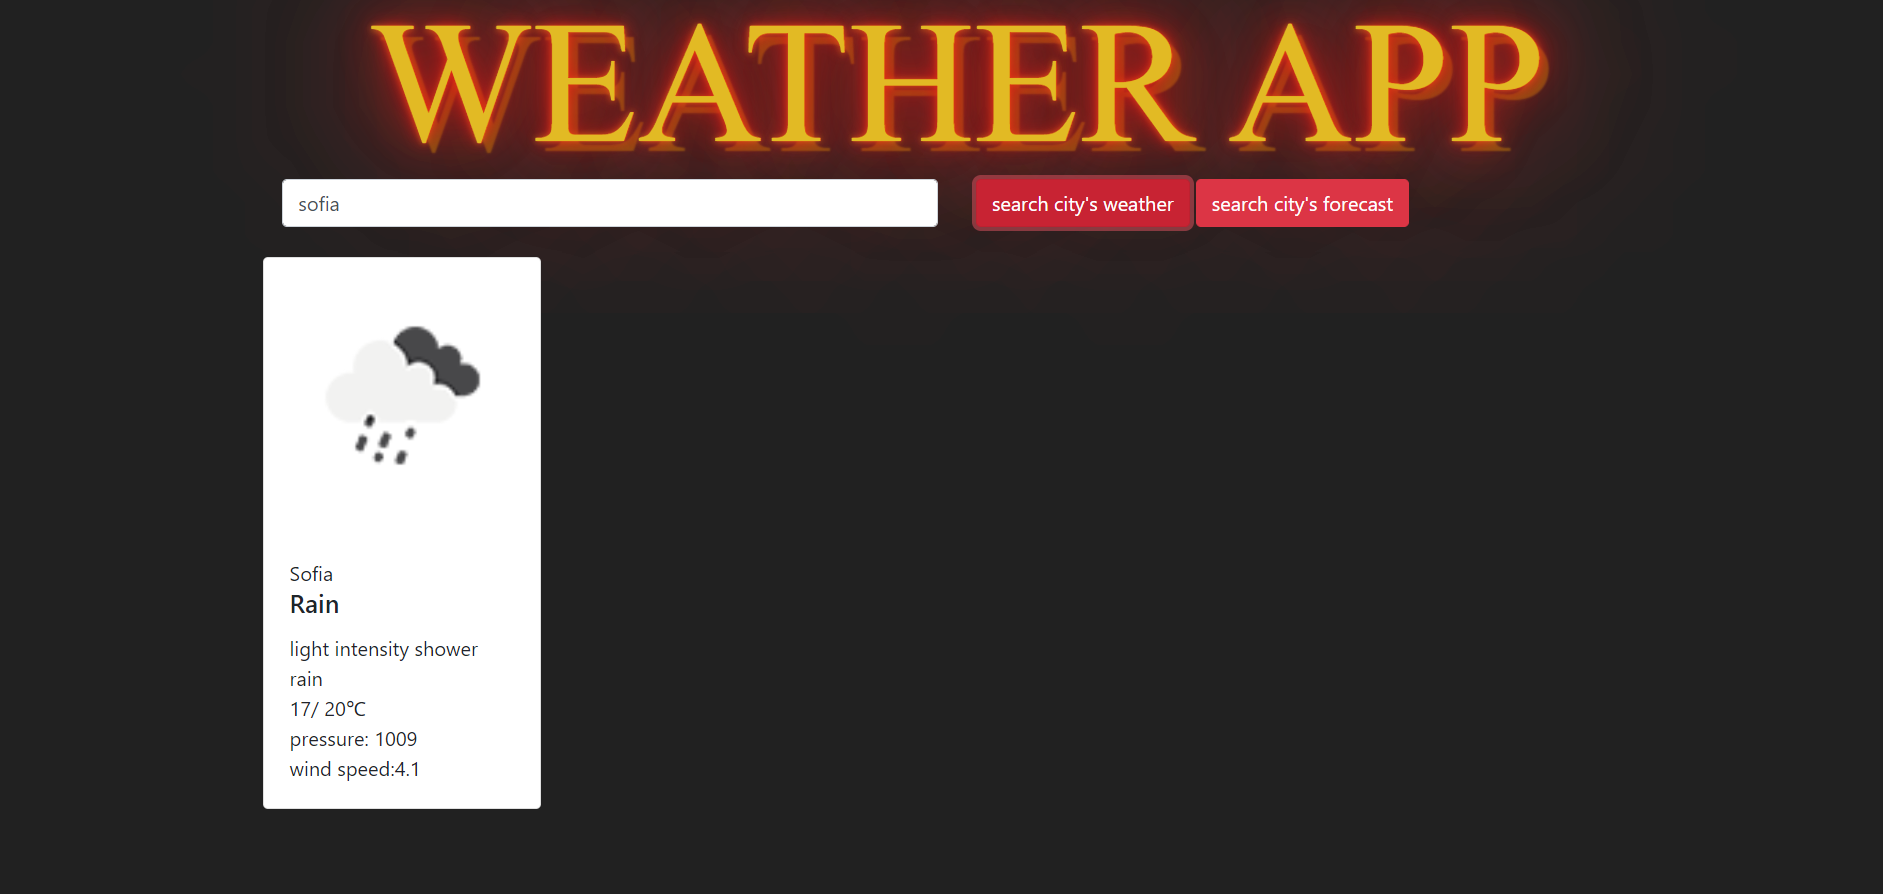 WEATHER APP
sofia
search city's weather
search city's forecast
Sofia
Rain
light intensity shower
rain
17/ 20℃
pressure: 1009
wind speed:4.1